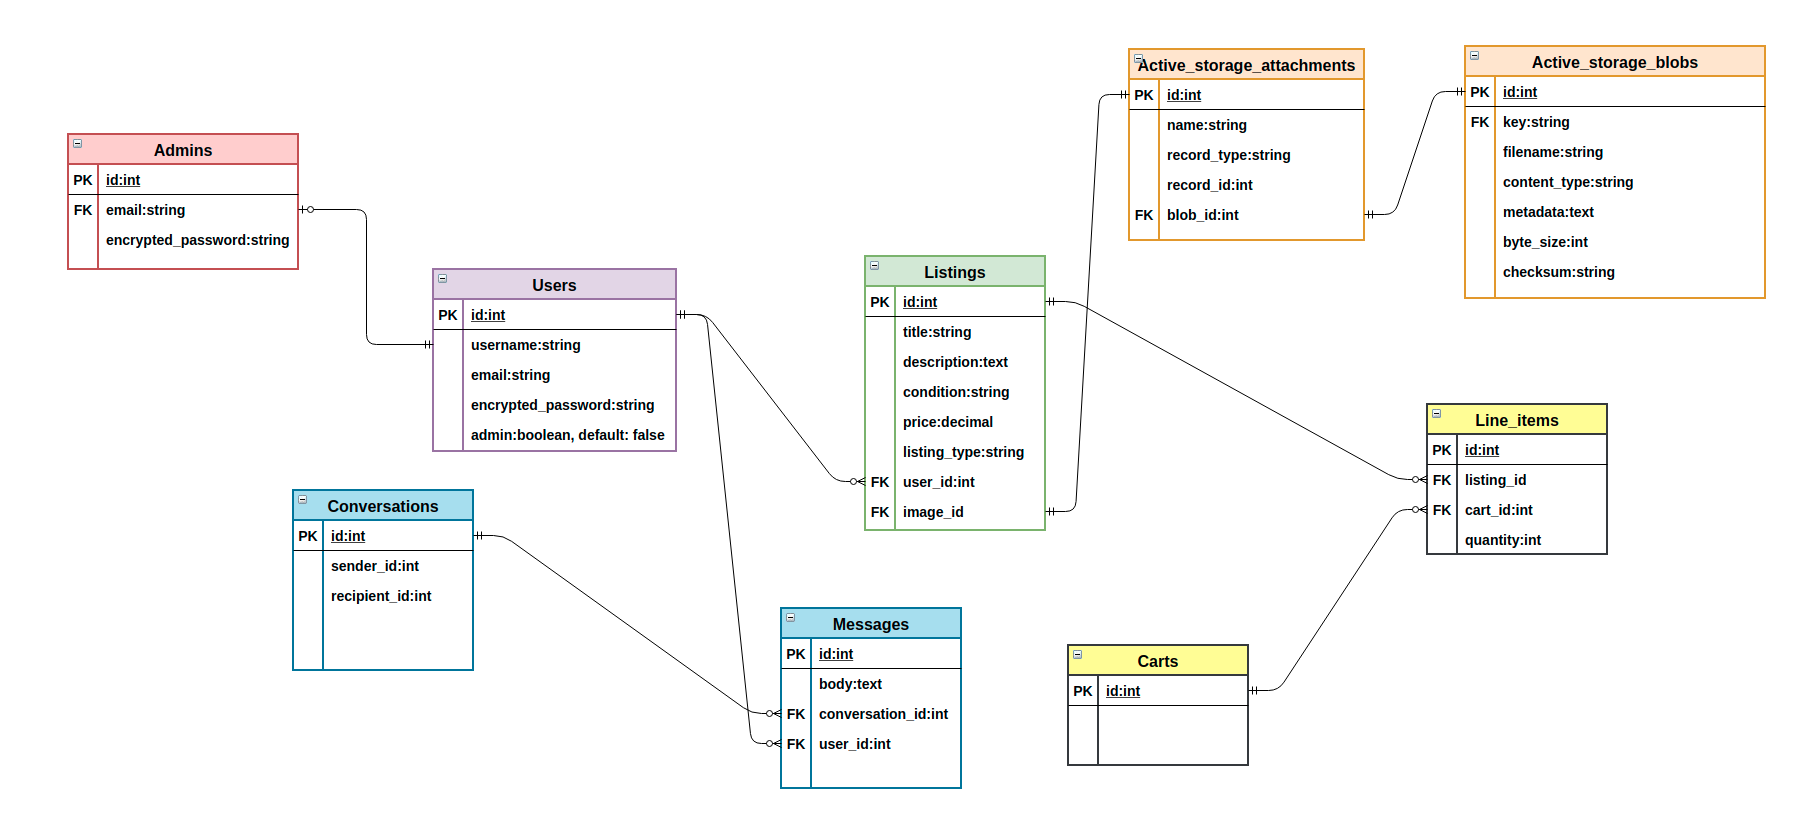 Admins
PK id:int
FK email:string
encrypted_password:string
Users
PK id:int
username:string
email:string
encrypted_password:string
admin:boolean, default: false
Conversations
PK id:int
sender_id:int
recipient_id:int
Messages
PK id:int
body:text
FK conversation_id:int
FK user_id:int
Listings
PK id:int
title:string
description:text
condition:string
price:decimal
listing_type:string
FK user_id:int
FK image_id
Active_storage_attachments
PK id:int
name:string
record_type:string
record_id:int
FK blob_id:int
Active_storage_blobs
PK id:int
FK key:string
filename:string
content_type:string
metadata:text
byte_size:int
checksum:string
Line_items
PK id:int
FK listing_id
FK cart_id:int
quantity:int
Carts
PK id:int